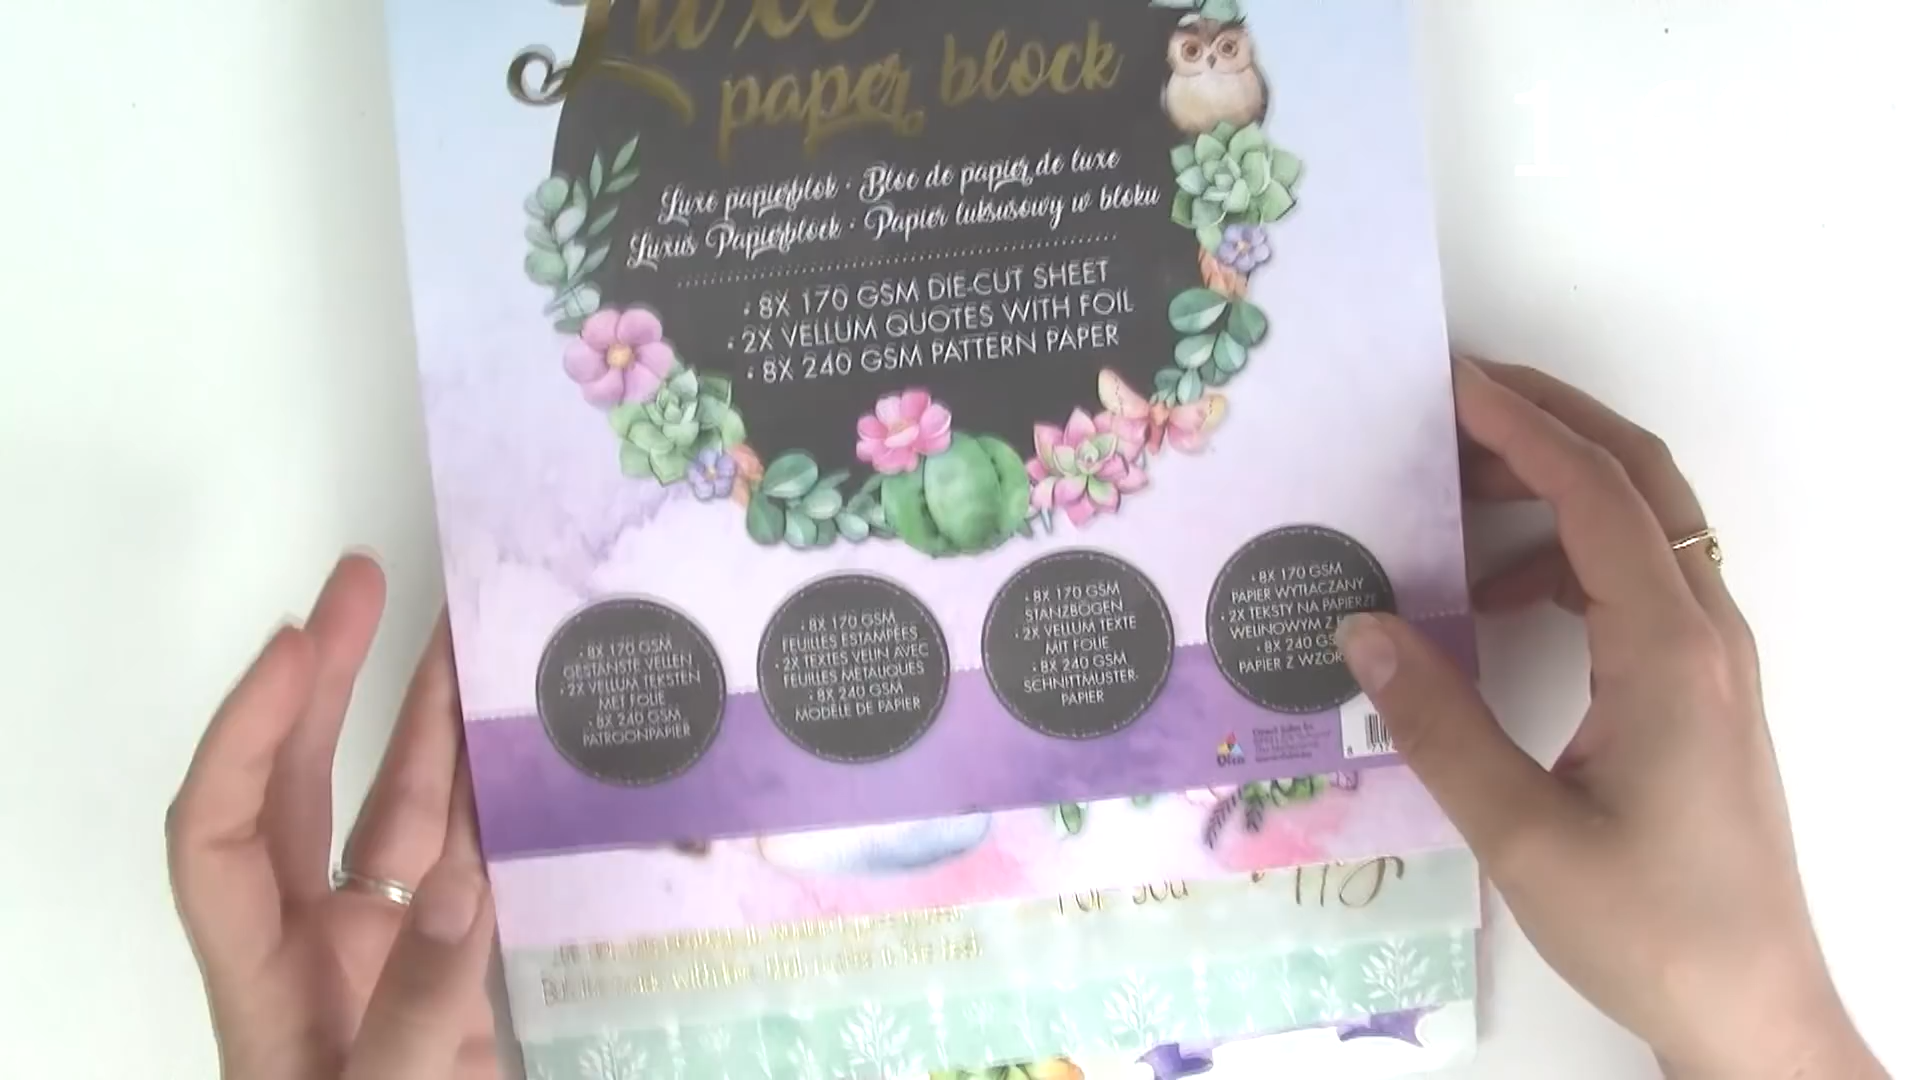 Luxe
paper block
Luxe papierblok · Bloc de papier de luxe
Luxus Papierblock · Papier luksusowy w bloku
• 8X 170 GSM DIE-CUT SHEET
• 2X VELLUM QUOTES WITH FOIL
• 8X 240 GSM PATTERN PAPER
• 8X 170 GSM
GESTANSTE VELLEN
• 2X VELLUM TEKSTEN
MET FOLIE
• 8X 240 GSM
PATROONPAPIER
• 8X 170 GSM
FEUILLES ESTAMPÉES
• 2X TEXTES VELIN AVEC
FEUILLES METALIQUES
• 8X 240 GSM
MODÈLE DE PAPIER
• 8X 170 GSM
STANZBÖGEN
• 2X VELLUM TEXTE
MIT FOLIE
• 8X 240 GSM
SCHNITTMUSTER-
PAPIER
• 8X 170 GSM
PAPIER WYTŁACZANY
• 2X TEKSTY NA PAPIERZE
WELINOWYM Z
• 8X 240
PAPIER Z
For you